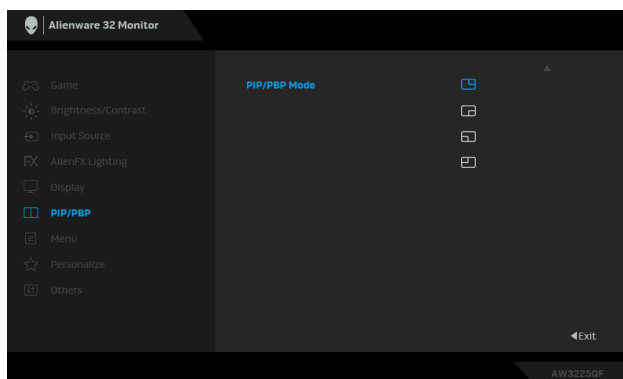 Alienware 32 Monitor
Game
PIP/PBP Mode
Brightness/Contrast
Input Source
FX AlienFX Lighting
Display
PIP/PBP
Menu
Personalize
Others
Exit
AW3225QF